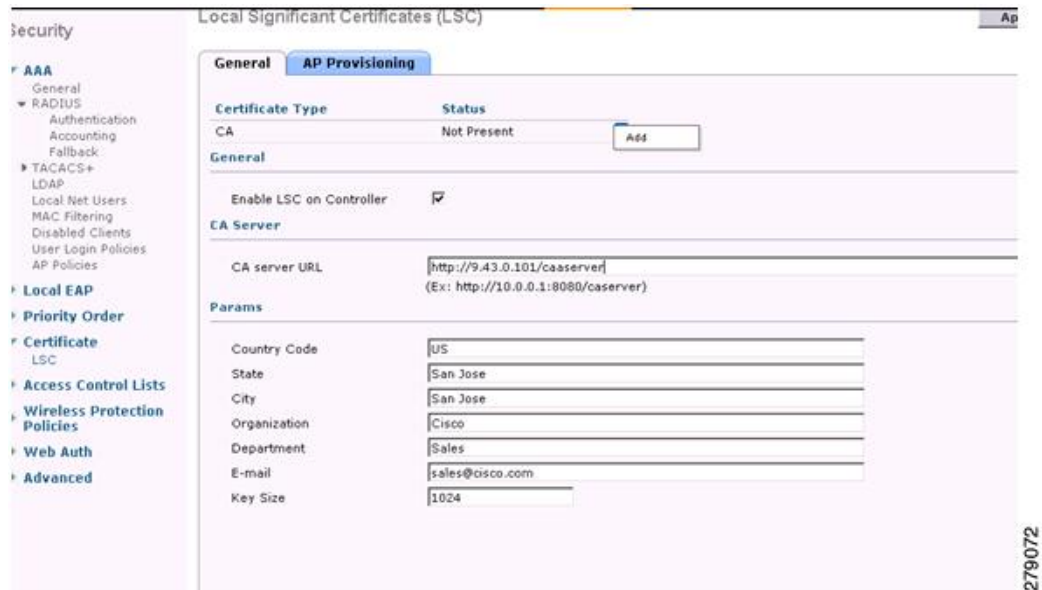 Local Significant Certificates (LSC)
Ap
Security
General
AP Provisioning
AAA
General
RADIUS
Authentication
Accounting
Fallback
TACACS+
LDAP
Local Net Users
MAC Filtering
Disabled Clients
User Login Policies
AP Policies
Local EAP
Priority Order
Certificate
LSC
Access Control Lists
Wireless Protection
Policies
Web Auth
Advanced
Certificate Type Status
CA Not Present Add
General
Enable LSC on Controller
CA Server
CA server URL http://9.43.0.101/caaserver
(Ex: http://10.0.0.1:8080/caserver)
Params
Country Code US
State San Jose
City San Jose
Organization Cisco
Department Sales
E-mail sales@cisco.com
Key Size 1024
279072